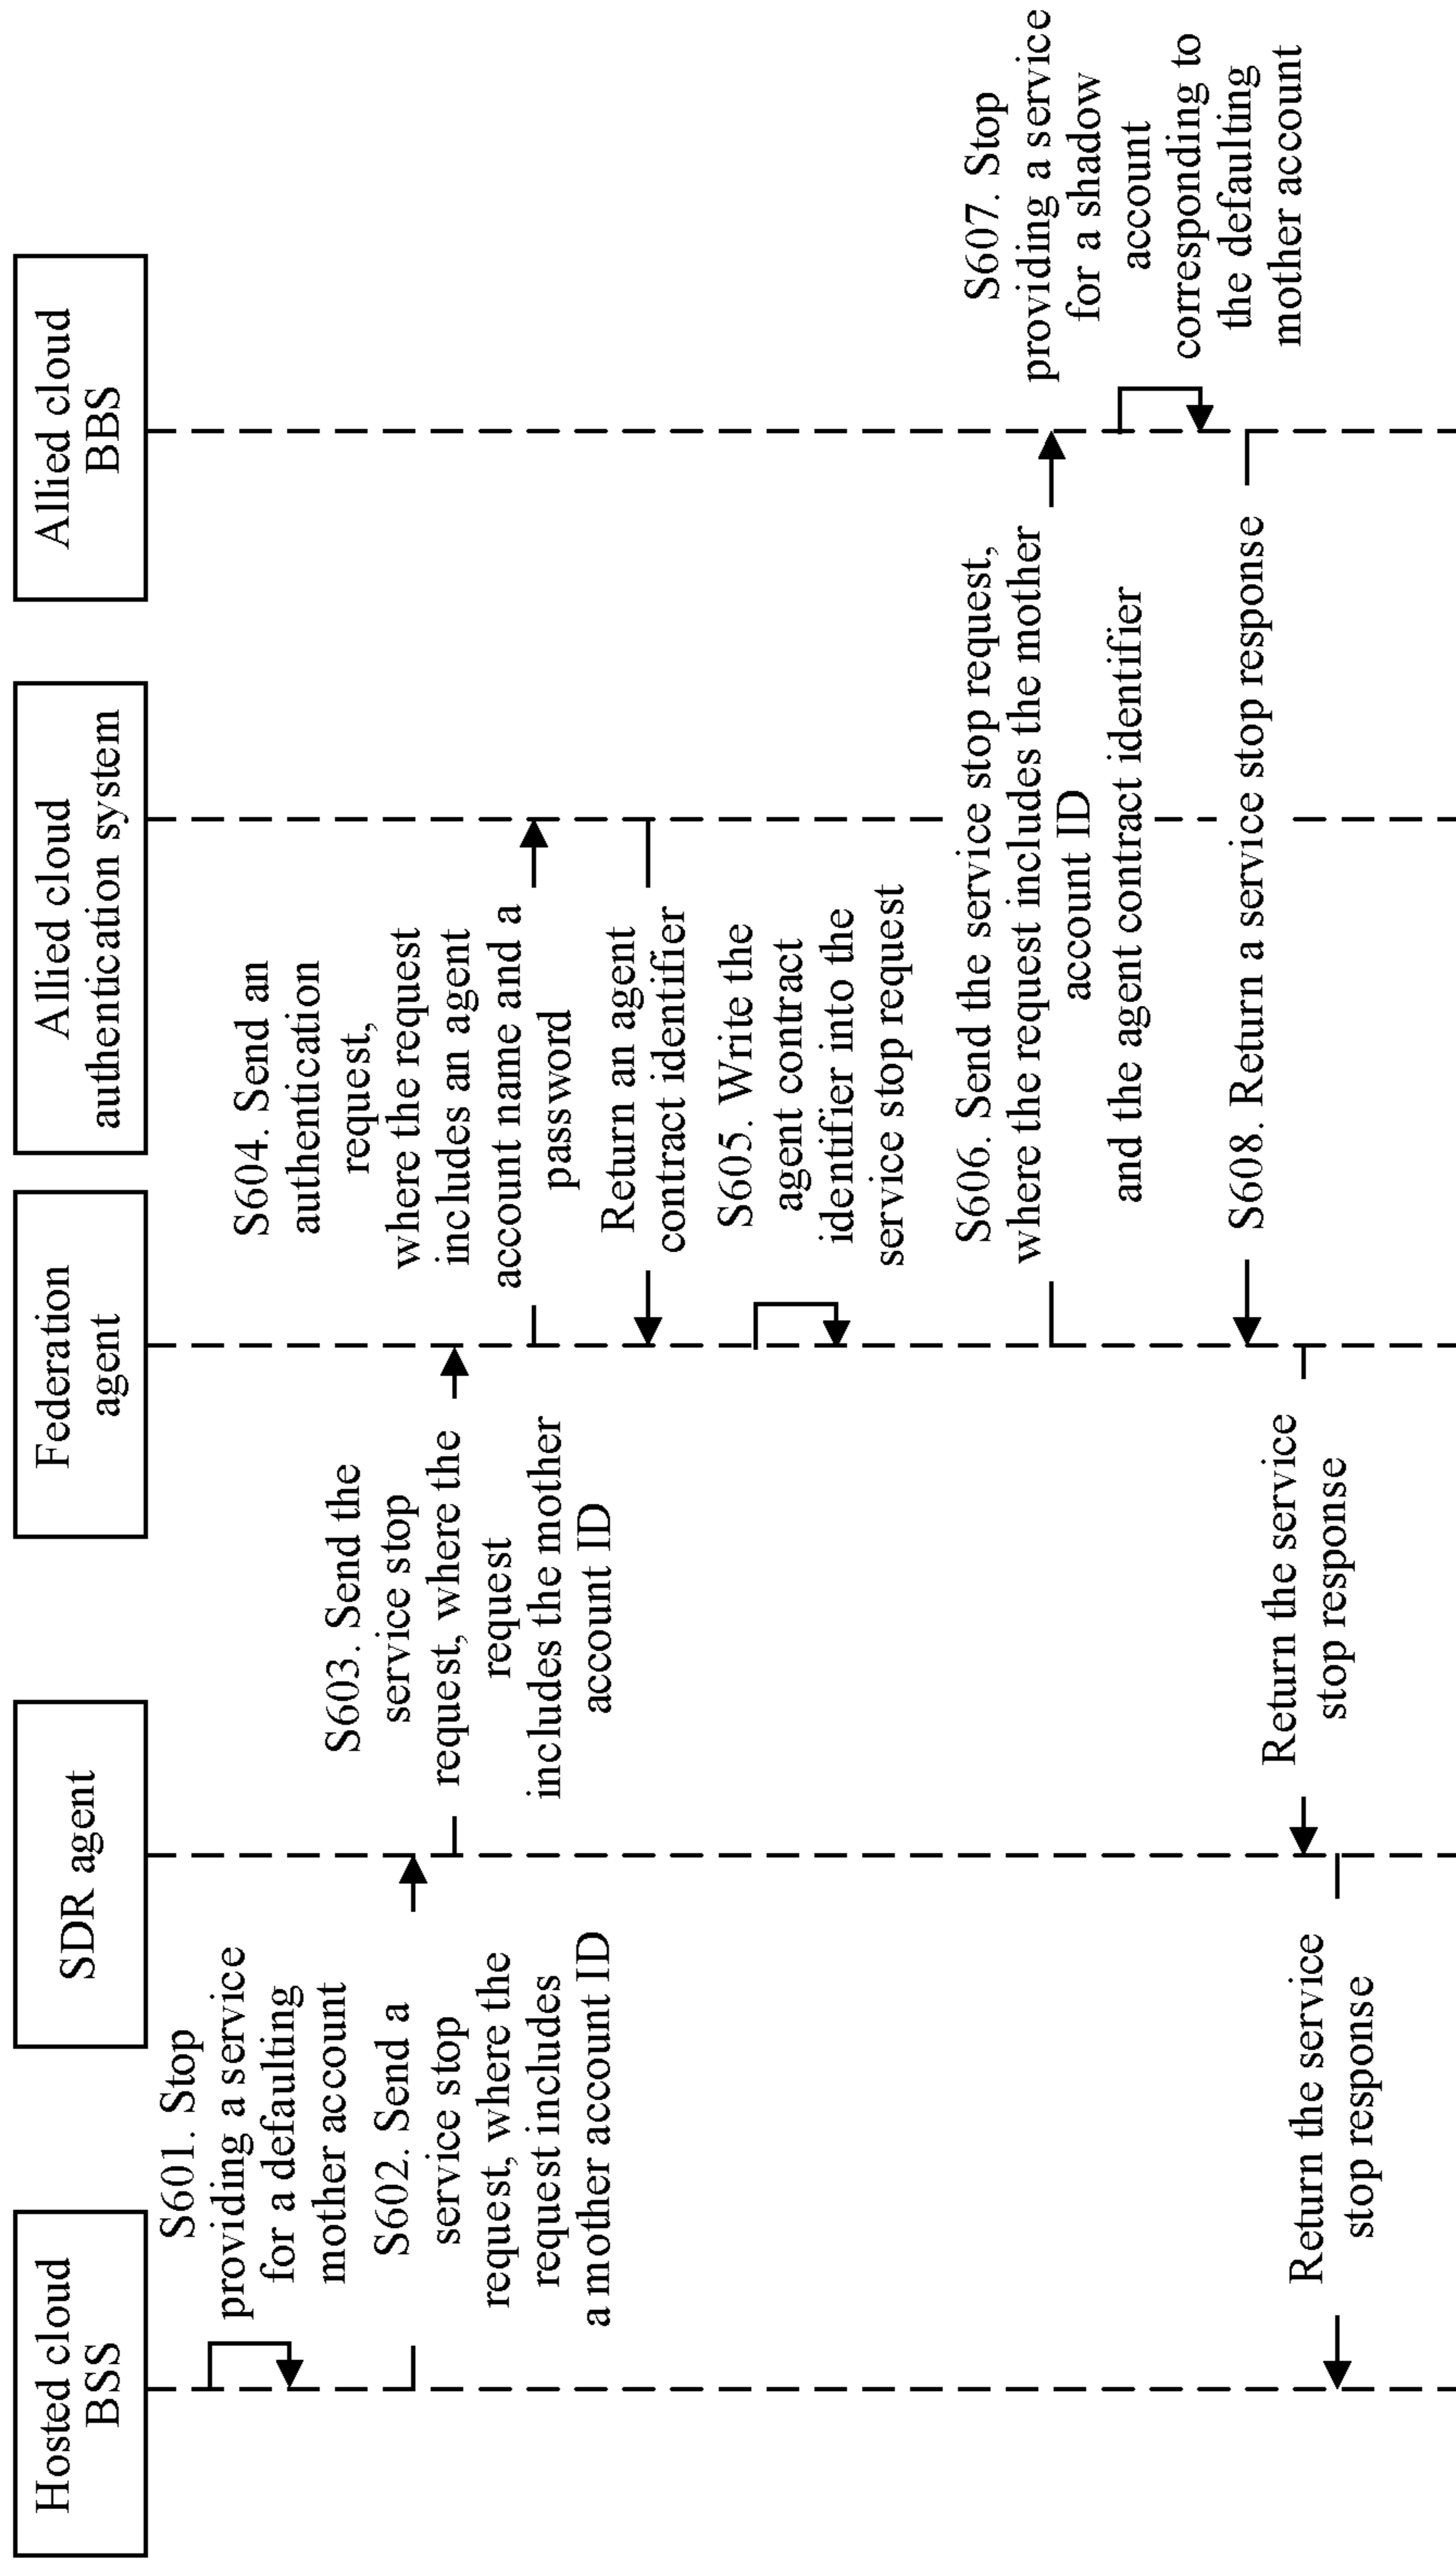 Hosted cloud
BSS
SDR agent
Federation
agent
Allied cloud
authentication system
Allied cloud
BBS
S601. Stop
providing a service
for a defaulting
mother account
S602. Send a
service stop
request, where the
request includes
a mother account ID
S603. Send the
service stop
request, where the
request
includes the mother
account ID
S604. Send an
authentication
request,
where the request
includes an agent
account name and a
password
Return an agent
contract identifier
S605. Write the
agent contract
identifier into the
service stop request
S606. Send the service stop request,
where the request includes the mother
account ID
and the agent contract identifier
S607. Stop
providing a service
for a shadow
account
corresponding to
the defaulting
mother account
S608. Return a service stop response
Return the service
stop response
Return the service
stop response